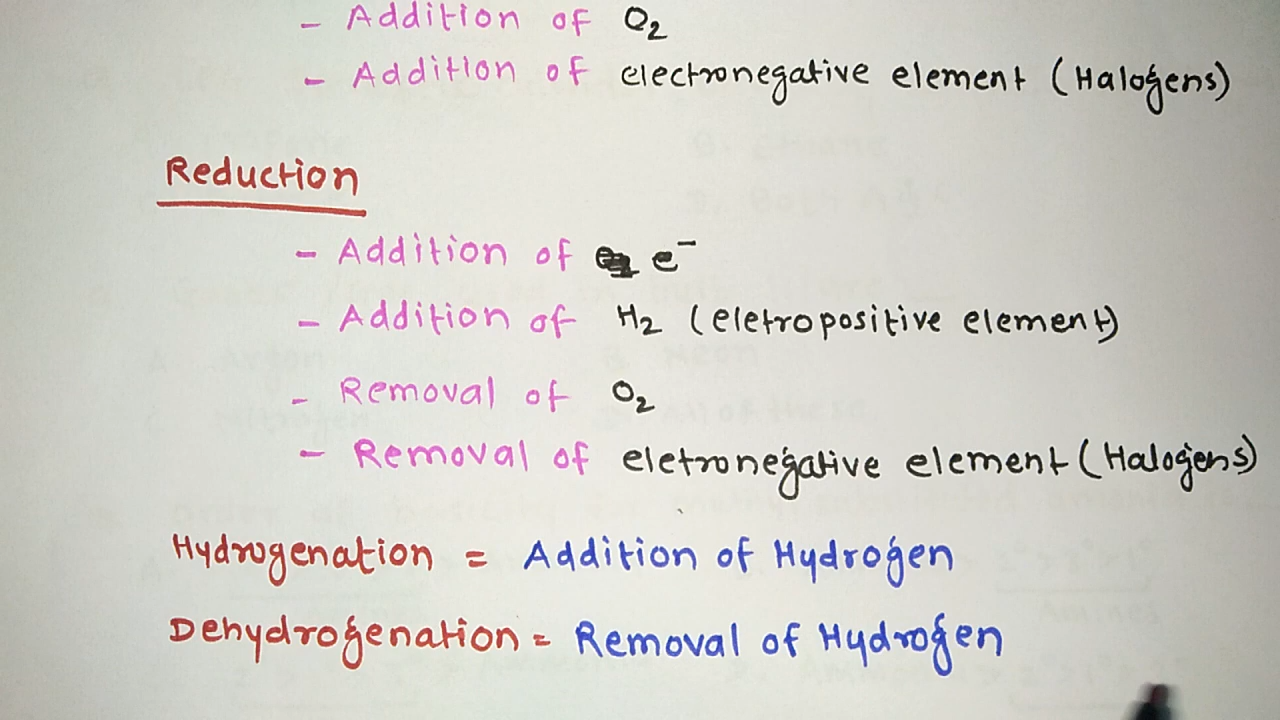 - Addition of O₂
- Addition of electronegative element (Halogens)
Reduction
- Addition of e⁻
- Addition of H₂ (eletropositive element)
- Removal of O₂
- Removal of eletronegative element (Halogens)
Hydrogenation = Addition of Hydrogen
Dehydrogenation = Removal of Hydrogen